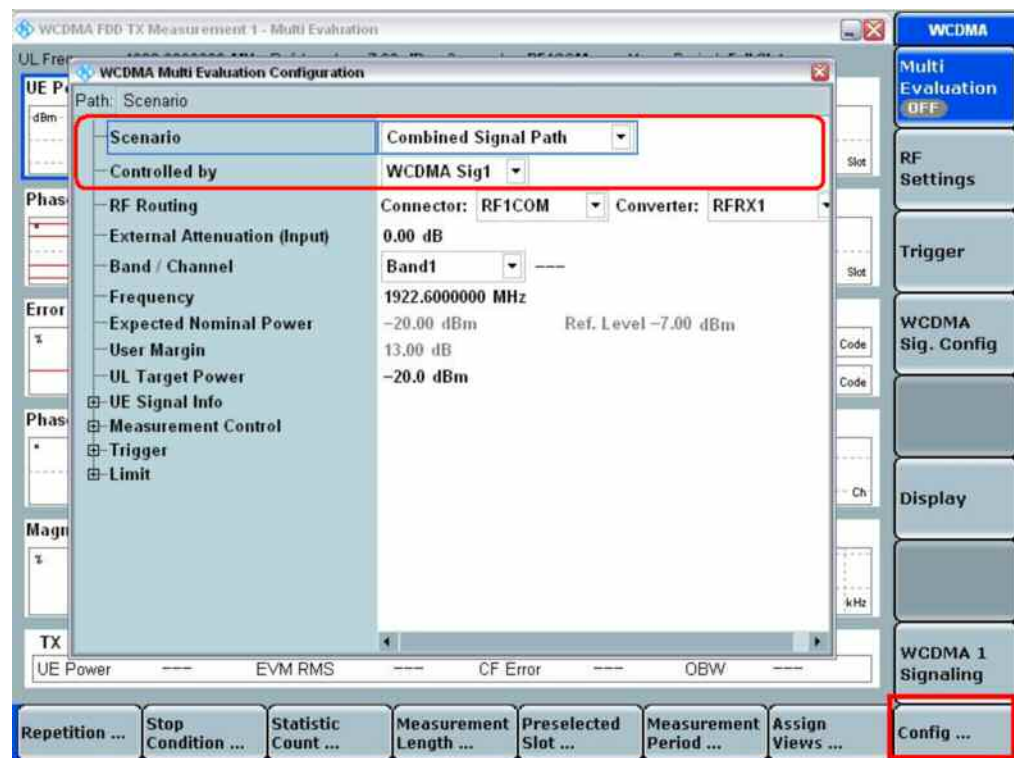 WCDMA FDD TX Measurement 1 - Multi Evaluation
WCDMA
UL Freq
WCDMA Multi Evaluation Configuration
Path: Scenario
Scenario Combined Signal Path
Controlled by WCDMA Sig1
RF Routing Connector: RF1COM Converter: RFRX1
External Attenuation (Input) 0.00 dB
Band / Channel Band1 ---
Frequency 1922.6000000 MHz
Expected Nominal Power -20.00 dBm Ref. Level -7.00 dBm
User Margin 13.00 dB
UL Target Power -20.0 dBm
UE Signal Info
Measurement Control
Trigger
Limit
UE P
dBm
Slot
Phas
Slot
Error
%
Code
Code
Phas
Ch
Magn
%
kHz
TX
UE Power --- EVM RMS --- CF Error --- OBW ---
Multi
Evaluation
OFF
RF
Settings
Trigger
WCDMA
Sig. Config
Display
WCDMA 1
Signaling
Repetition ...
Stop
Condition ...
Statistic
Count ...
Measurement
Length ...
Preselected
Slot ...
Measurement
Period ...
Assign
Views ...
Config ...